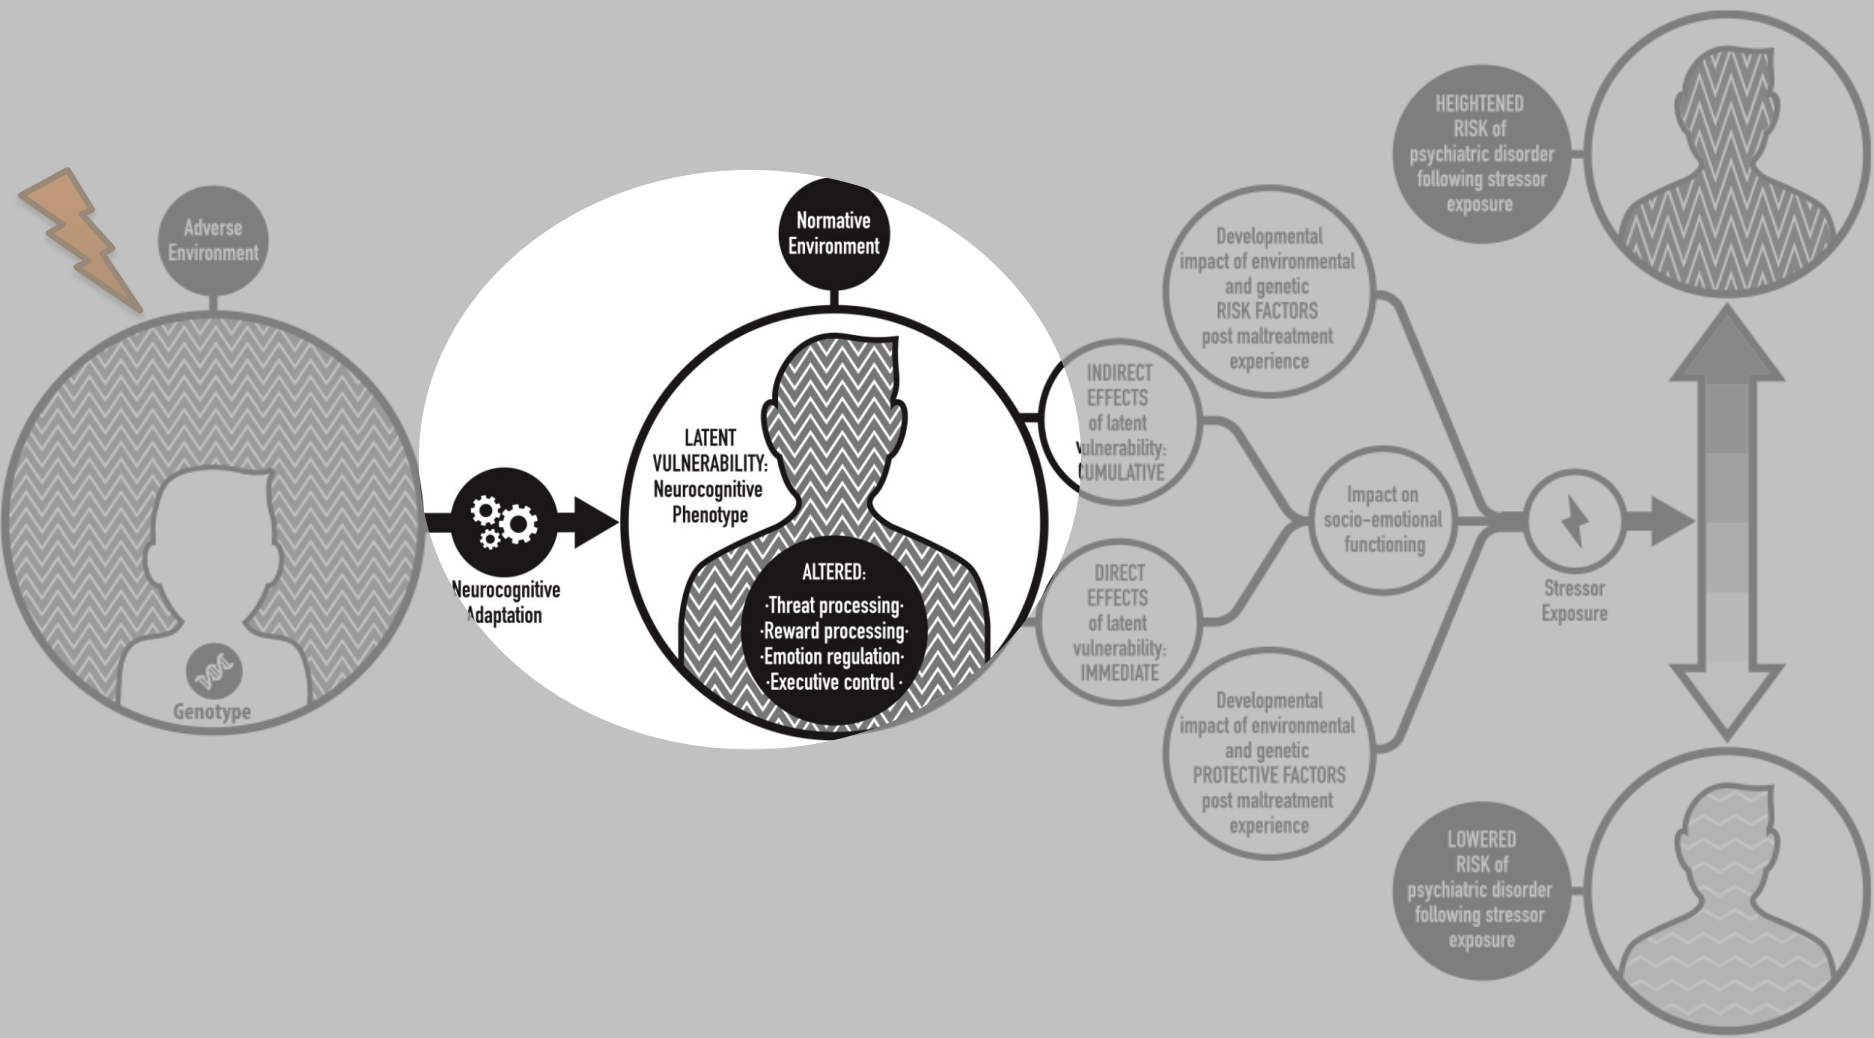 Adverse
Environment
Genotype
Neurocognitive
Adaptation
Normative
Environment
LATENT
VULNERABILITY:
Neurocognitive
Phenotype
ALTERED:
·Threat processing·
·Reward processing·
·Emotion regulation·
·Executive control ·
INDIRECT
EFFECTS
of latent
vulnerability:
CUMULATIVE
DIRECT
EFFECTS
of latent
vulnerability:
IMMEDIATE
Developmental
impact of environmental
and genetic
RISK FACTORS
post maltreatment
experience
Impact on
socio-emotional
functioning
Developmental
impact of environmental
and genetic
PROTECTIVE FACTORS
post maltreatment
experience
Stressor
Exposure
HEIGHTENED
RISK of
psychiatric disorder
following stressor
exposure
LOWERED
RISK of
psychiatric disorder
following stressor
exposure